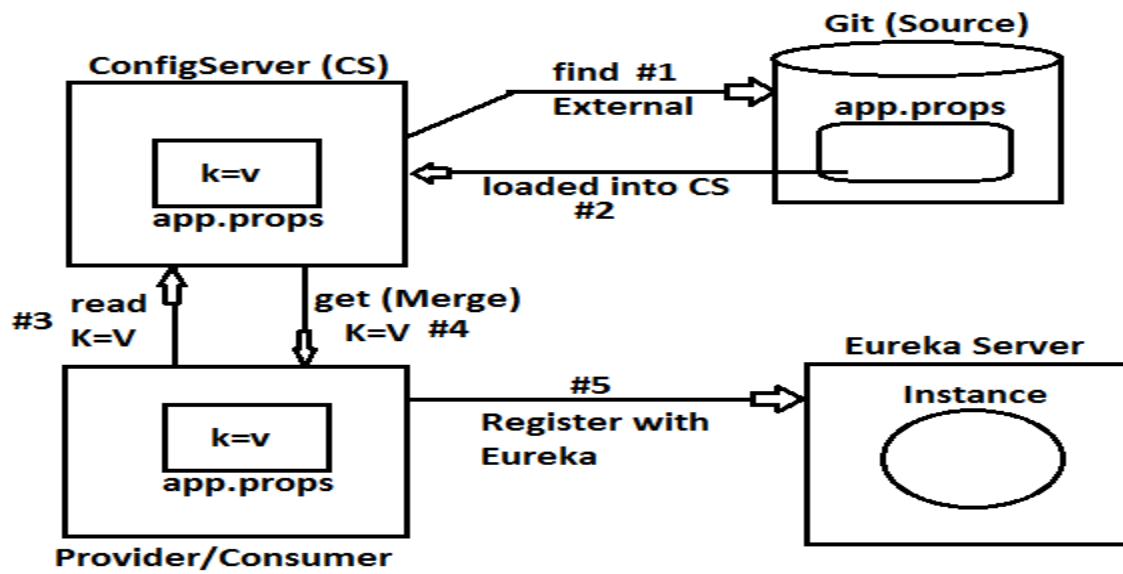 Git (Source)
ConfigServer (CS)
find #1
External
app.props
k=v
app.props
loaded into CS
#2
#3 read
K=V
get (Merge)
K=V #4
Eureka Server
#5
Instance
Register with
Eureka
k=v
app.props
Provider/Consumer